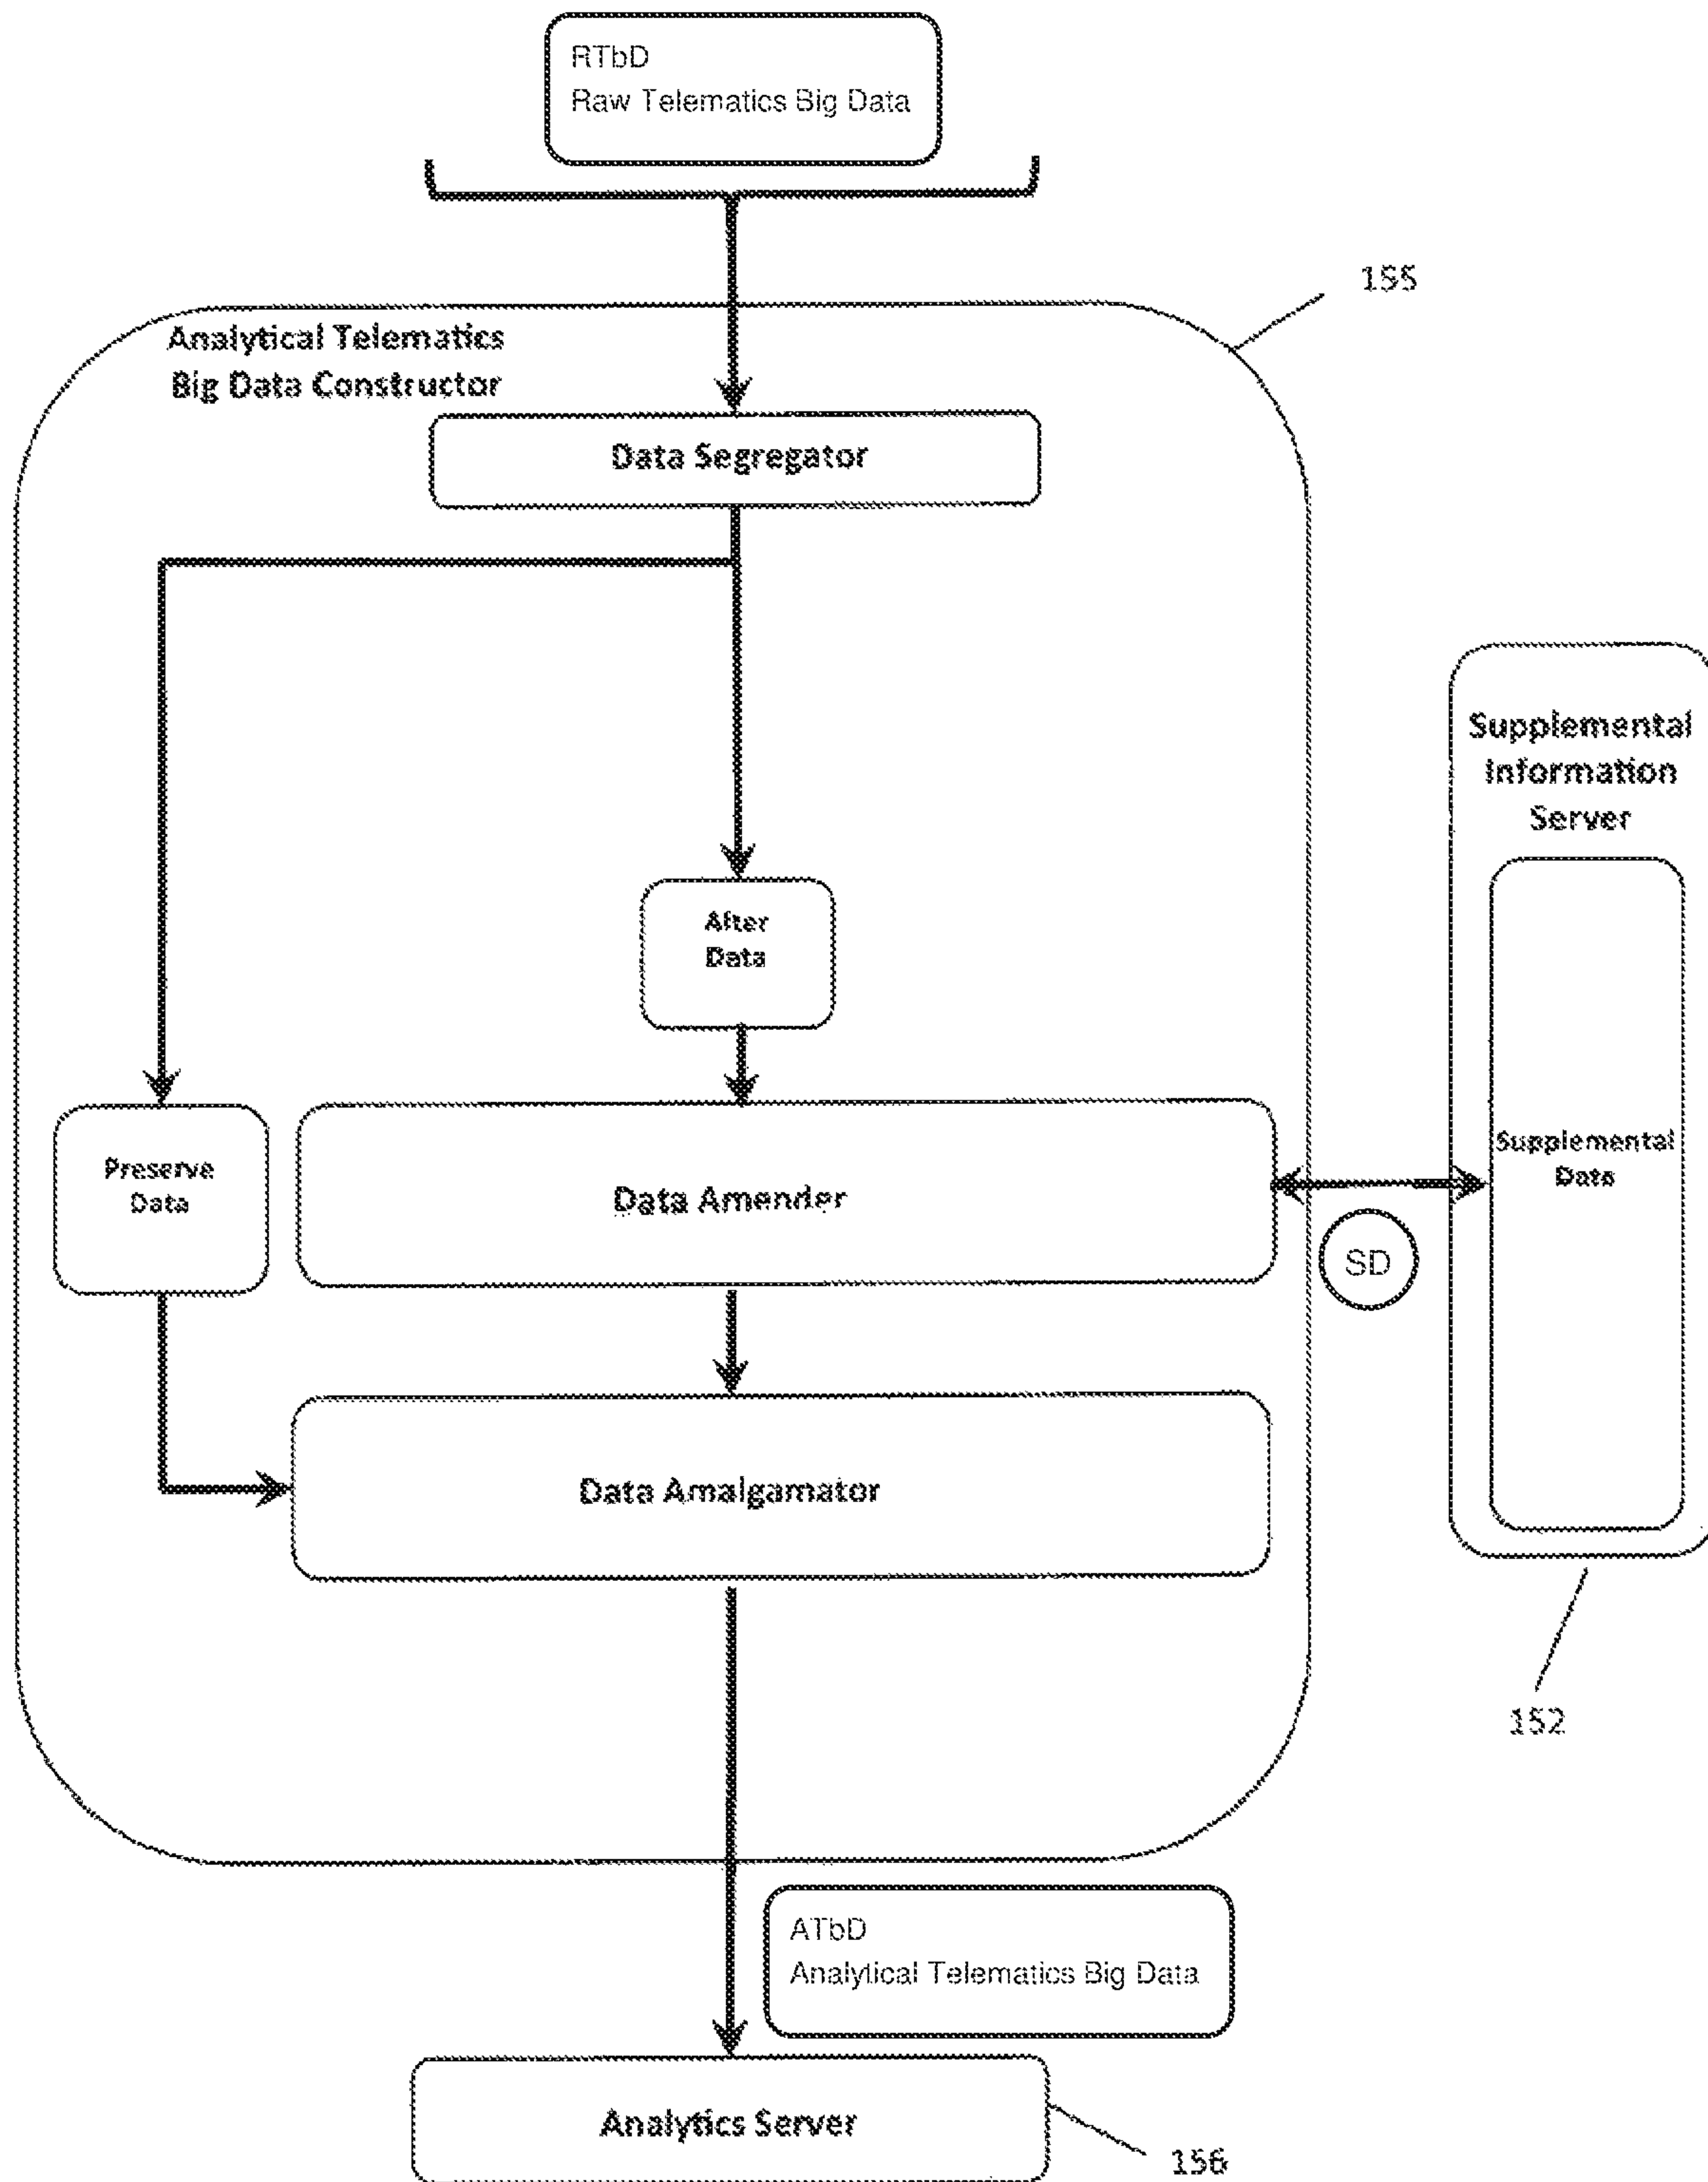 RTbD
Raw Telematics Big Data
155
Analytical Telematics
Big Data Constructor
Data Segregator
Supplemental
Information
Server
Alter
Data
Preserve
Data
Data Amender
Supplemental
Data
SD
Data Amalgamator
152
ATbD
Analytical Telematics Big Data
Analytics Server
156